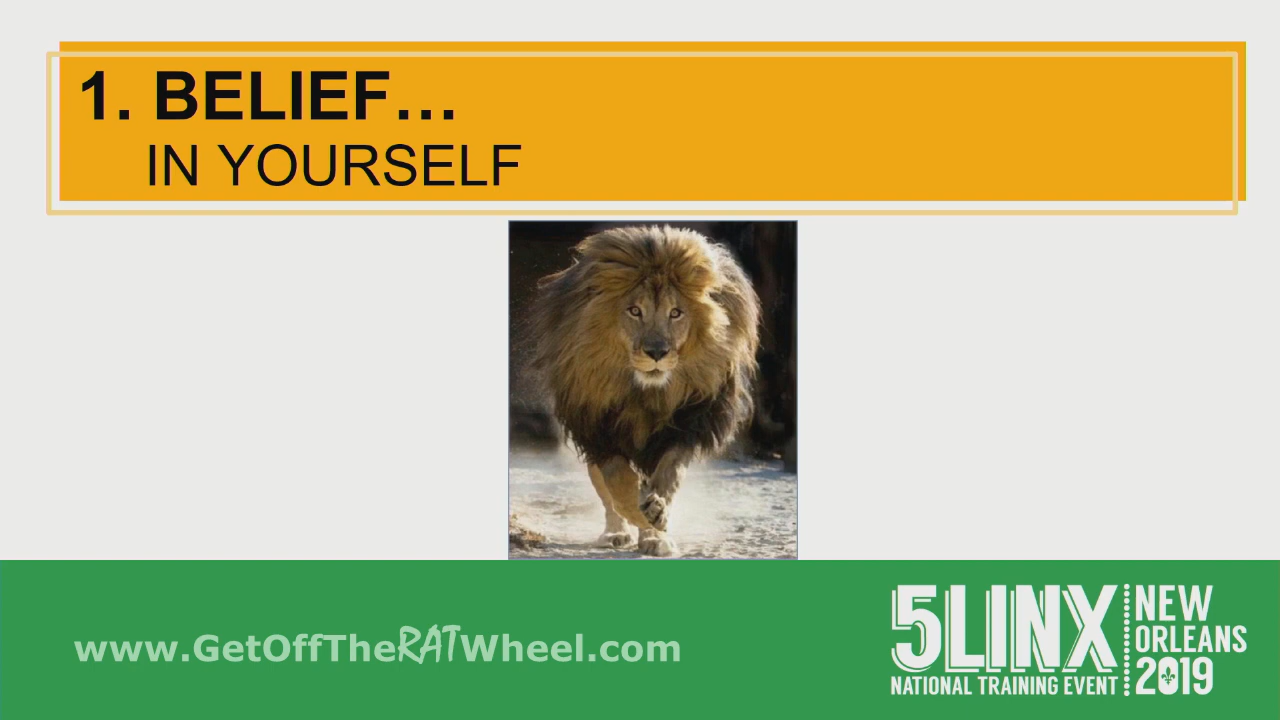 1. BELIEF...
IN YOURSELF
www.GetOffTheRATWheel.com
5LINX
NATIONAL TRAINING EVENT
NEW
ORLEANS
2019